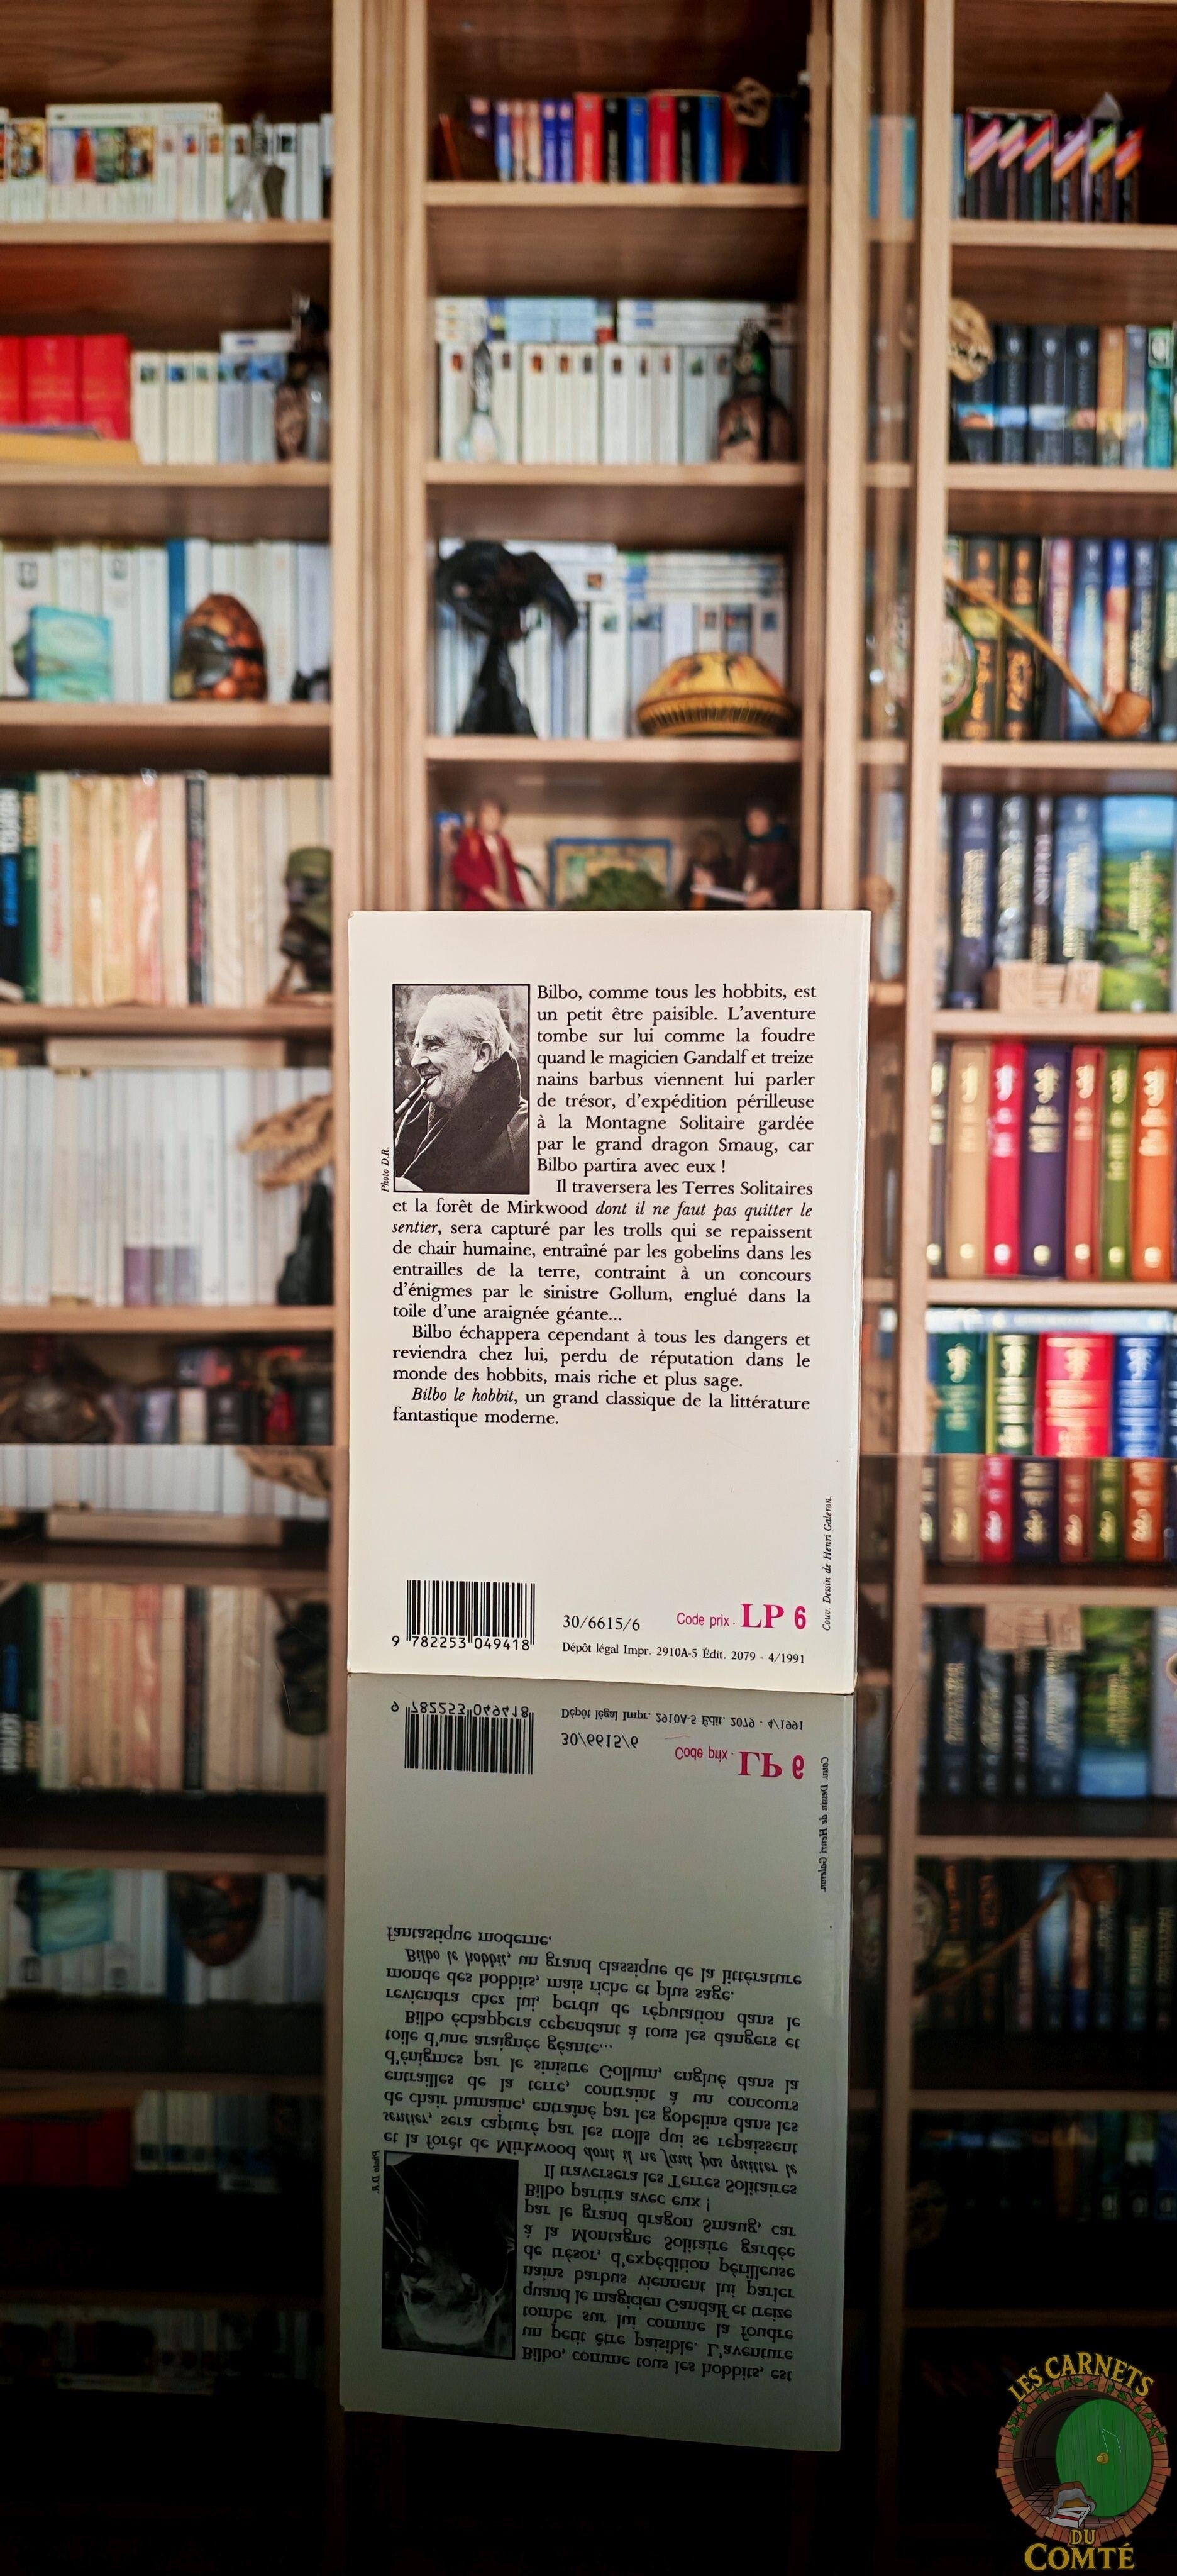 Bilbo, comme tous les hobbits, est
un petit être paisible. L'aventure
tombe sur lui comme la foudre
quand le magicien Gandalf et treize
nains barbus viennent lui parler
de trésor, d'expédition périlleuse
à la Montagne Solitaire gardée
par le grand dragon Smaug, car
Bilbo partira avec eux !
Il traversera les Terres Solitaires
et la forêt de Mirkwood dont il ne faut pas quitter le
sentier, sera capturé par les trolls qui se repaissent
de chair humaine, entraîné par les gobelins dans les
entrailles de la terre, contraint à un concours
d'énigmes par le sinistre Gollum, englué dans la
toile d'une araignée géante...
Bilbo échappera cependant à tous les dangers et
reviendra chez lui, perdu de réputation dans le
monde des hobbits, mais riche et plus sage.
Bilbo le hobbit, un grand classique de la littérature
fantastique moderne.
Photo D.R.
Couv. Dessin de Henri Galeron.
9 782253 049418
30/6615/6
Code prix . LP 6
Dépôt légal Impr. 2910A-5 Édit. 2079 - 4/1991
LES CARNETS
DU
COMTÉ